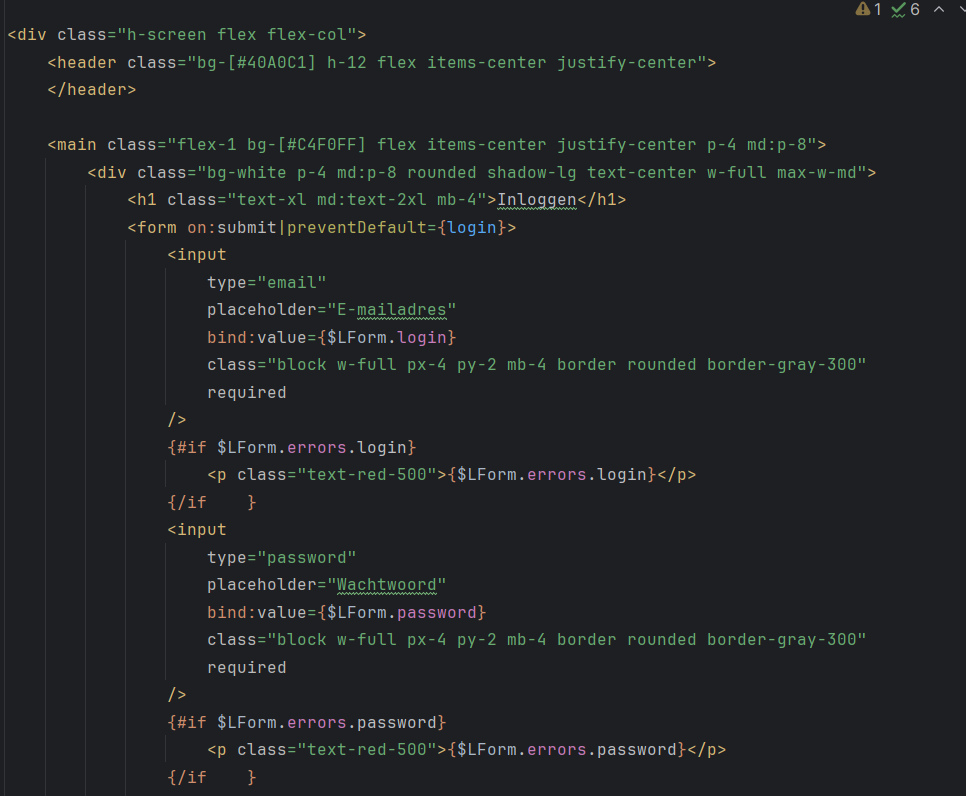 1 6
<div class="h-screen flex flex-col">
    <header class="bg-[#40A0C1] h-12 flex items-center justify-center">
    </header>

    <main class="flex-1 bg-[#C4F0FF] flex items-center justify-center p-4 md:p-8">
        <div class="bg-white p-4 md:p-8 rounded shadow-lg text-center w-full max-w-md">
            <h1 class="text-xl md:text-2xl mb-4">Inloggen</h1>
            <form on:submit|preventDefault={login}>
                <input
                    type="email"
                    placeholder="E-mailadres"
                    bind:value={$LForm.login}
                    class="block w-full px-4 py-2 mb-4 border rounded border-gray-300"
                    required
                />
                {#if $LForm.errors.login}
                    <p class="text-red-500">{$LForm.errors.login}</p>
                {/if    }
                <input
                    type="password"
                    placeholder="Wachtwoord"
                    bind:value={$LForm.password}
                    class="block w-full px-4 py-2 mb-4 border rounded border-gray-300"
                    required
                />
                {#if $LForm.errors.password}
                    <p class="text-red-500">{$LForm.errors.password}</p>
                {/if    }